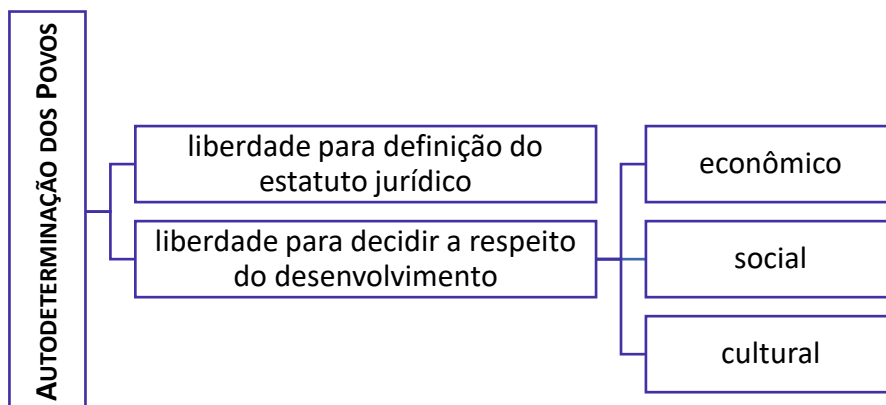 AUTODETERMINAÇÃO DOS POVOS
liberdade para definição do
estatuto jurídico
liberdade para decidir a respeito
do desenvolvimento
econômico
social
cultural